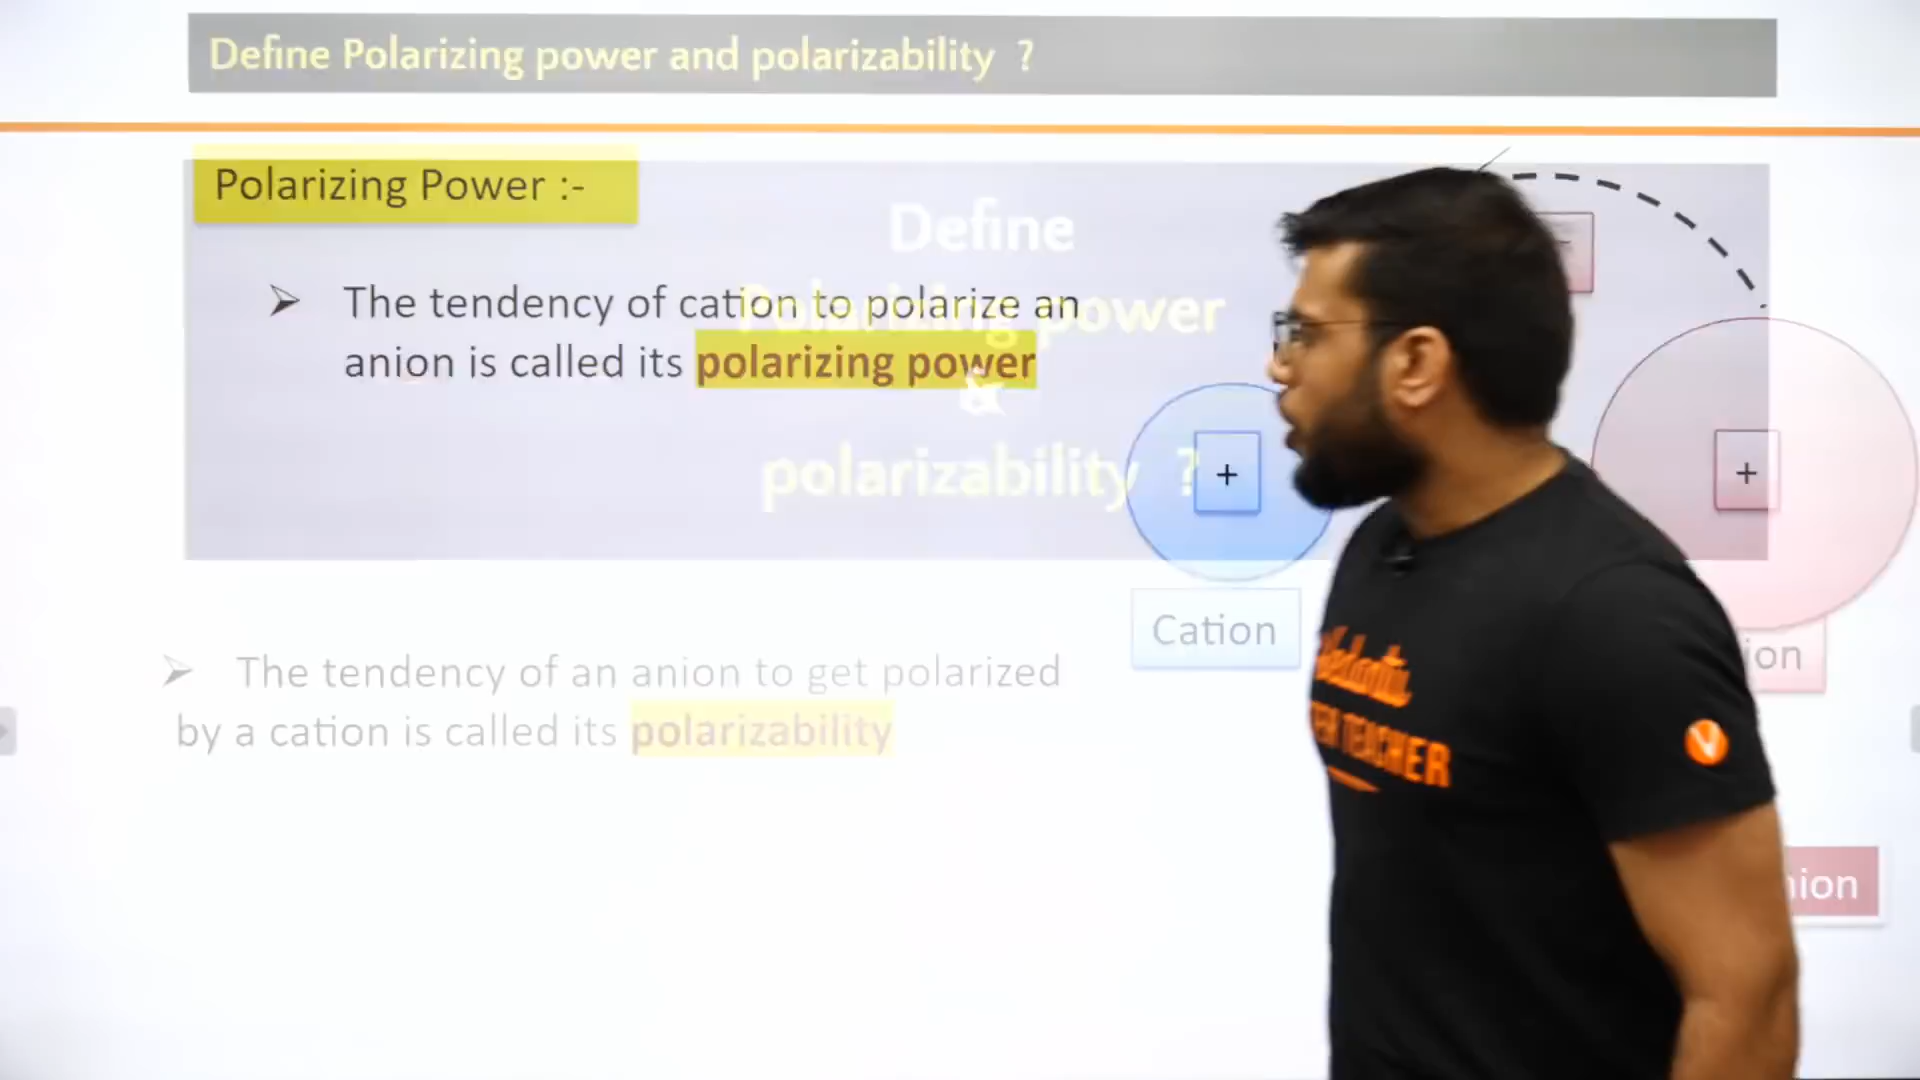 Define Polarizing power and polarizability ?
Polarizing Power :-
Define
➢ The tendency of cation to polarize an
Polarizing power
anion is called its polarizing power
&
polarizability ?
+
+
Cation
➢ The tendency of an anion to get polarized
by a cation is called its polarizability
TEACHER
V